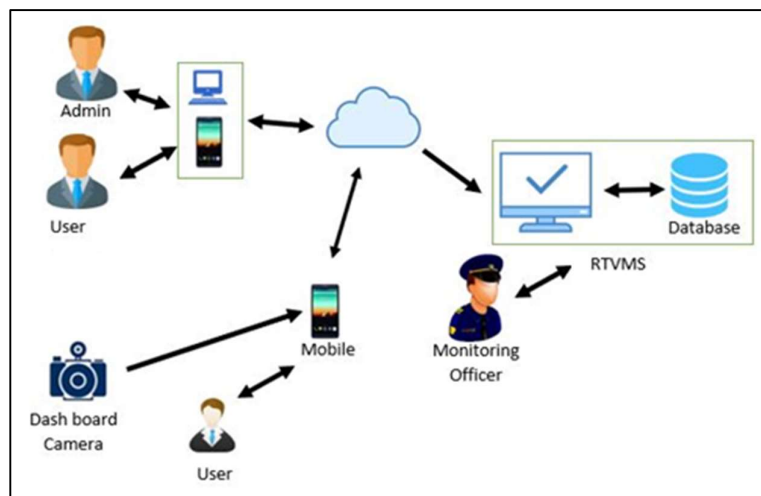 Admin
User
Database
RTVMS
Mobile
Monitoring
Officer
Dash board
Camera
User